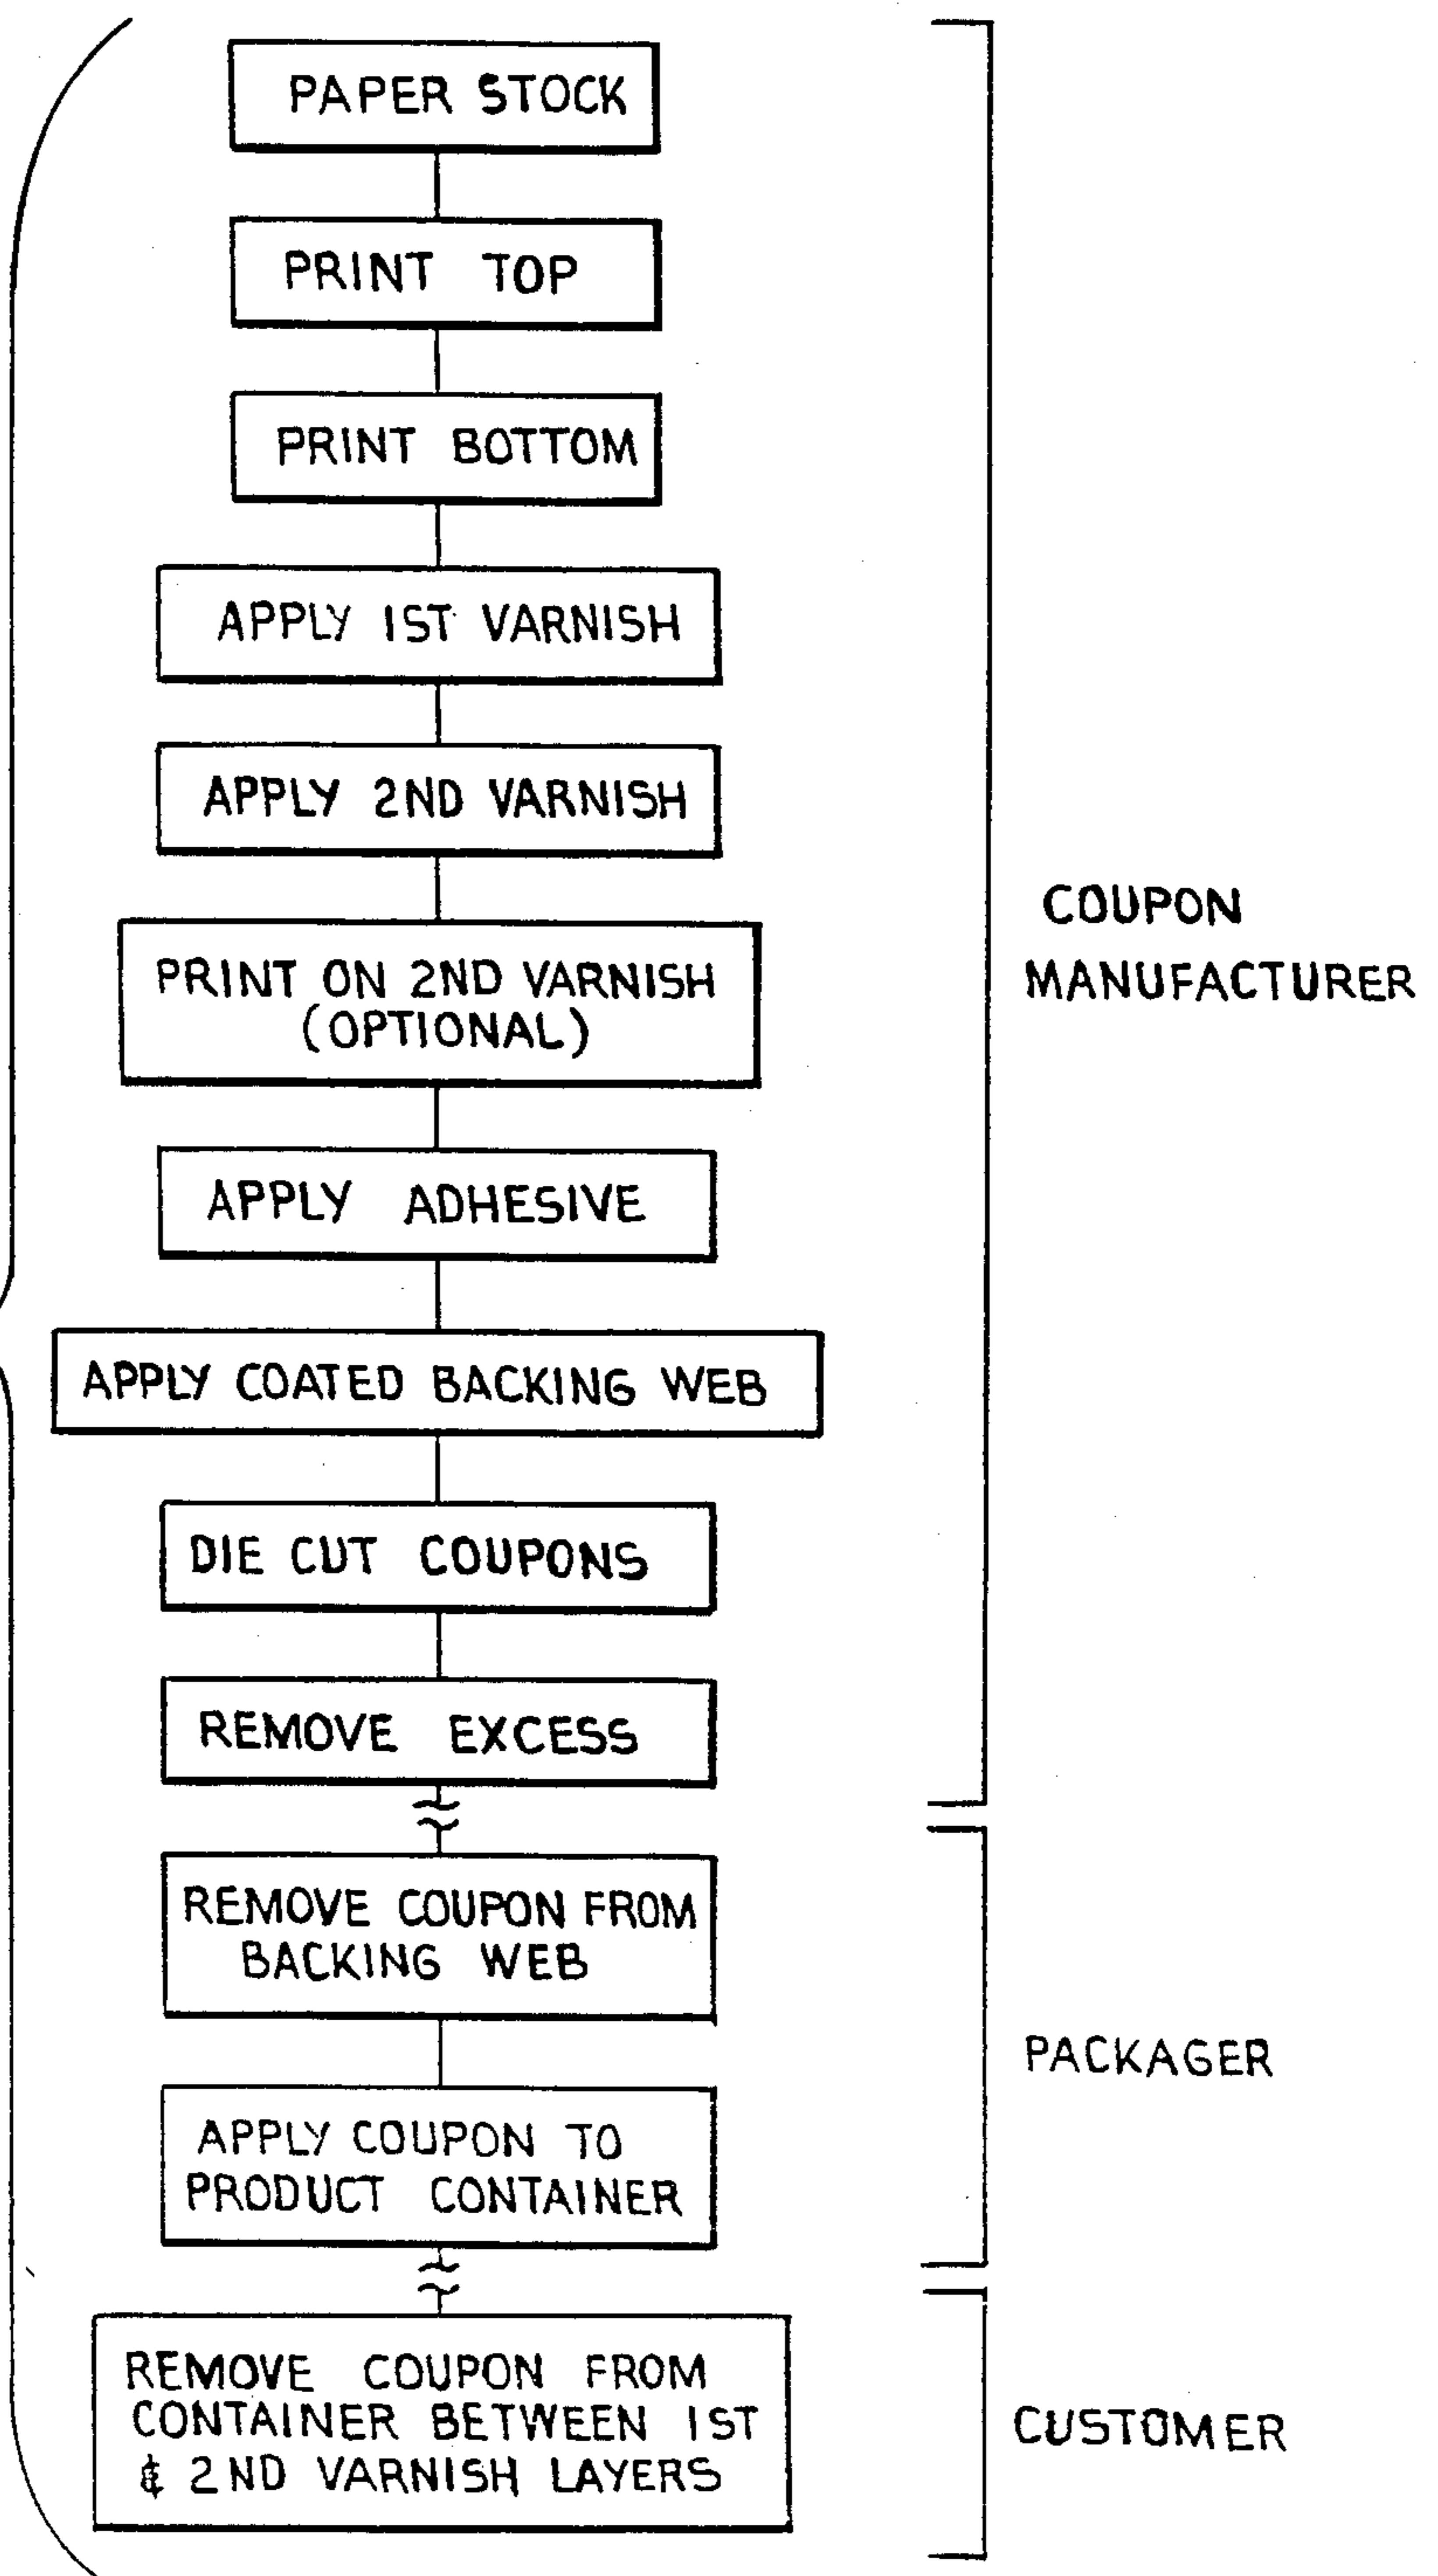 PAPER STOCK
PRINT TOP
PRINT BOTTOM
APPLY 1ST VARNISH
APPLY 2ND VARNISH
PRINT ON 2ND VARNISH
(OPTIONAL)
APPLY ADHESIVE
APPLY COATED BACKING WEB
DIE CUT COUPONS
REMOVE EXCESS
COUPON
MANUFACTURER
REMOVE COUPON FROM
BACKING WEB
APPLY COUPON TO
PRODUCT CONTAINER
PACKAGER
REMOVE COUPON FROM
CONTAINER BETWEEN 1ST
& 2ND VARNISH LAYERS
CUSTOMER